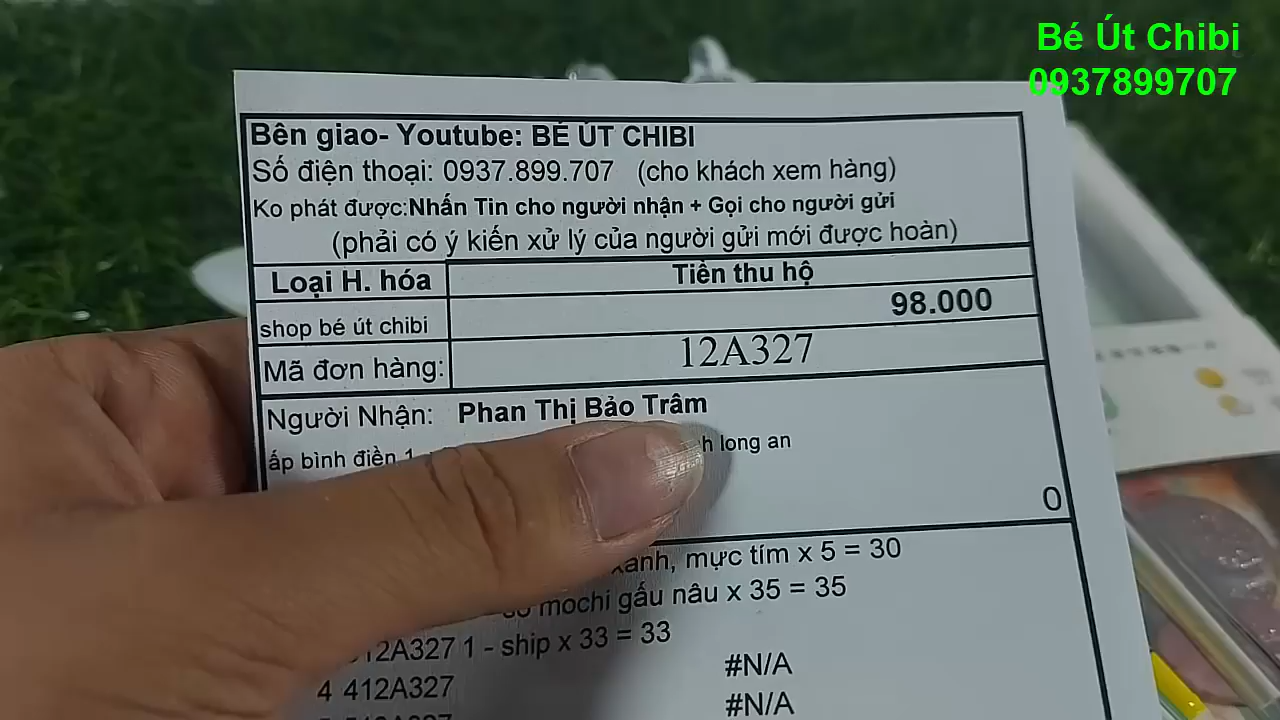 Bé Út Chibi
0937899707
Bên giao- Youtube: BÉ ÚT CHIBI
Số điện thoại: 0937.899.707 (cho khách xem hàng)
Ko phát được:Nhấn Tin cho người nhận + Gọi cho người gửi
(phải có ý kiến xử lý của người gửi mới được hoàn)
Loại H. hóa Tiền thu hộ
shop bé út chibi 98.000
Mã đơn hàng: 12A327
Người Nhận: Phan Thị Bảo Trâm
ấp bình điền 1 long an
0
xanh, mực tím x 5 = 30
mochi gấu nâu x 35 = 35
12A327 1 - ship x 33 = 33
4 412A327 #N/A
#N/A